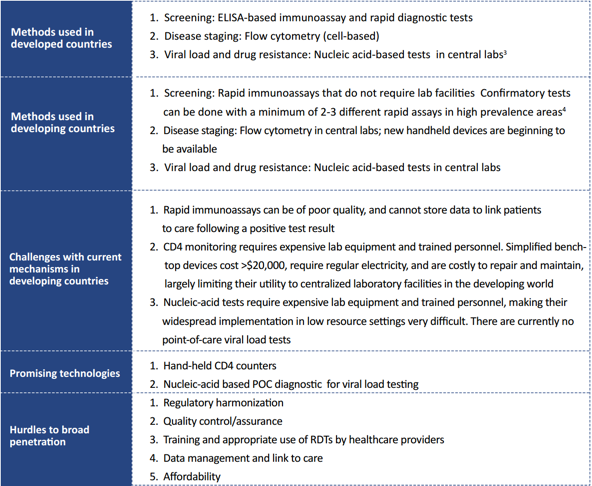 Methods used in
developed countries
1. Screening: ELISA-based immunoassay and rapid diagnostic tests
2. Disease staging: Flow cytometry (cell-based)
3. Viral load and drug resistance: Nucleic acid-based tests in central labs³
Methods used in
developing countries
1. Screening: Rapid immunoassays that do not require lab facilities Confirmatory tests
can be done with a minimum of 2-3 different rapid assays in high prevalence areas⁴
2. Disease staging: Flow cytometry in central labs; new handheld devices are beginning to
be available
3. Viral load and drug resistance: Nucleic acid-based tests in central labs
Challenges with current
mechanisms in
developing countries
1. Rapid immunoassays can be of poor quality, and cannot store data to link patients
to care following a positive test result
2. CD4 monitoring requires expensive lab equipment and trained personnel. Simplified bench-
top devices cost >$20,000, require regular electricity, and are costly to repair and maintain,
largely limiting their utility to centralized laboratory facilities in the developing world
3. Nucleic-acid tests require expensive lab equipment and trained personnel, making their
widespread implementation in low resource settings very difficult. There are currently no
point-of-care viral load tests
Promising technologies
1. Hand-held CD4 counters
2. Nucleic-acid based POC diagnostic for viral load testing
Hurdles to broad
penetration
1. Regulatory harmonization
2. Quality control/assurance
3. Training and appropriate use of RDTs by healthcare providers
4. Data management and link to care
5. Affordability